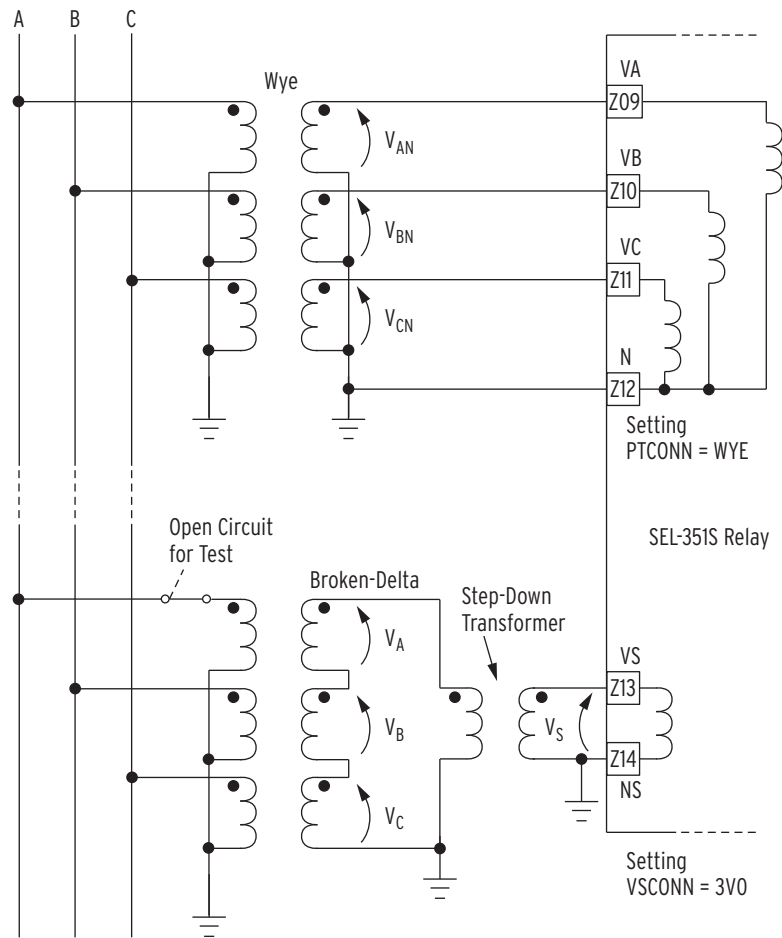 A B C
Wye
VA
Z09
V_AN
VB
Z10
V_BN
VC
Z11
V_CN
N
Z12
Setting
PTCONN = WYE
SEL-351S Relay
Open Circuit
for Test
Broken-Delta
Step-Down
Transformer
V_A
V_B
V_C
VS
Z13
V_S
Z14
NS
Setting
VSCONN = 3V0